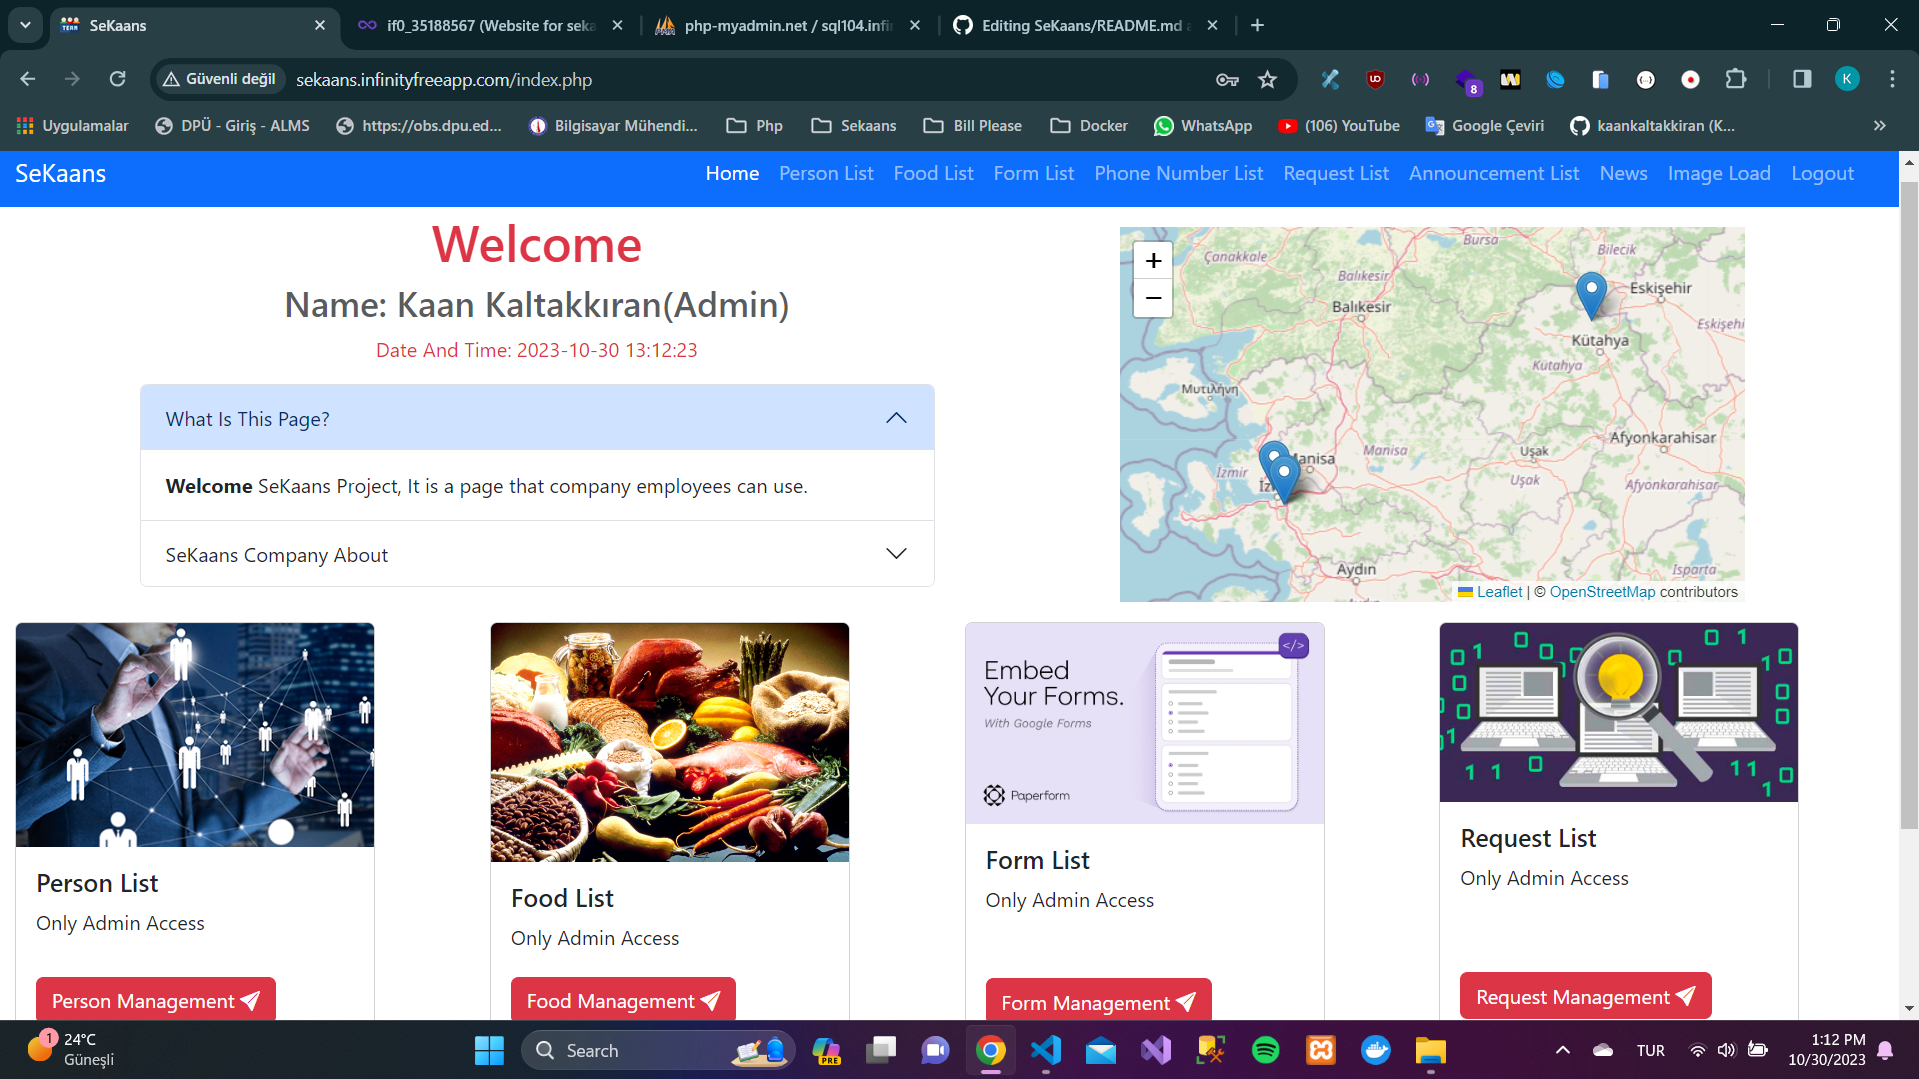 SeKaans
if0_35188567 (Website for seka
php-myadmin.net / sql104.infin
Editing SeKaans/README.md a
Güvenli değil
sekaans.infinityfreeapp.com/index.php
8
K
Uygulamalar
DPÜ - Giriş - ALMS
https://obs.dpu.ed...
Bilgisayar Mühendi...
Php
Sekaans
Bill Please
Docker
WhatsApp
(106) YouTube
Google Çeviri
kaankaltakkiran (K...
SeKaans
Home
Person List
Food List
Form List
Phone Number List
Request List
Announcement List
News
Image Load
Logout
Welcome
Name: Kaan Kaltakkıran(Admin)
Date And Time: 2023-10-30 13:12:23
What Is This Page?
Welcome SeKaans Project, It is a page that company employees can use.
SeKaans Company About
+
−
Bursa
Bilecik
Çanakkale
Balıkesir
Balıkesir
Eskişehir
Eskişehi
Kütahya
Kütahya
Μυτιλήνη
Afyonkarahisar
Manisa
Manisa
Uşak
Uşak
İzmir
Afyonkarahisar
Aydın
Isparta
Leaflet | © OpenStreetMap contributors
Embed
Your Forms.
With Google Forms
Paperform
</>
Person List
Only Admin Access
Person Management
Food List
Only Admin Access
Food Management
Form List
Only Admin Access
Form Management
Request List
Only Admin Access
Request Management
1
24°C
Güneşli
Search
PRE
TUR
1:12 PM
10/30/2023